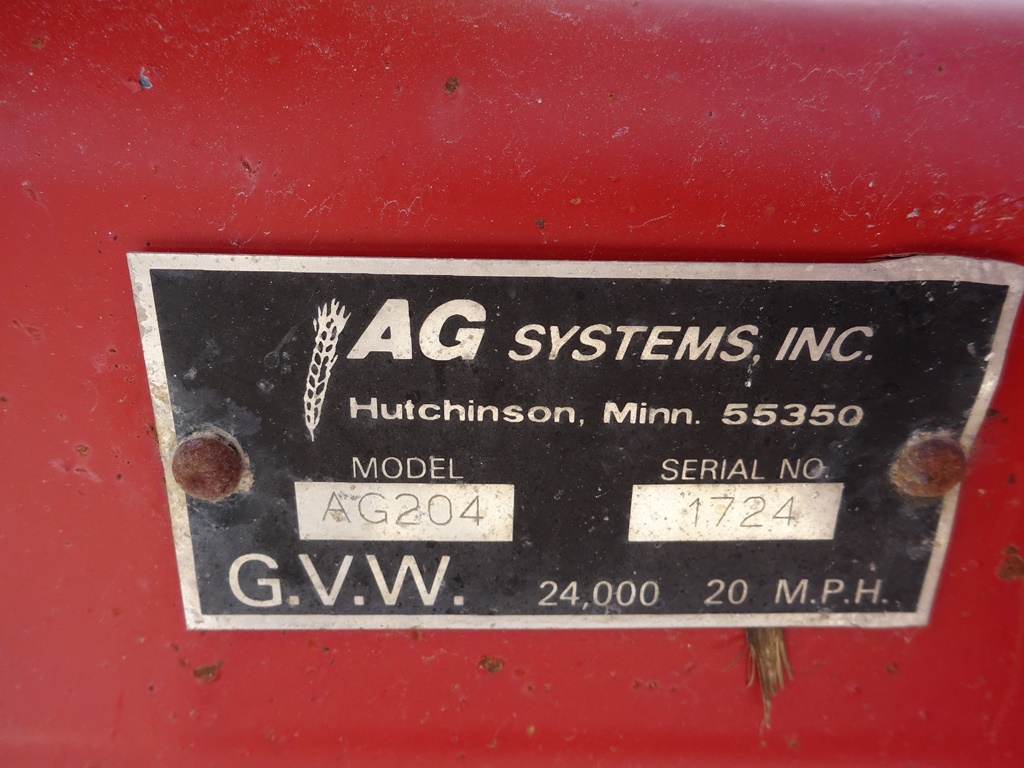 AG SYSTEMS, INC.
Hutchinson, Minn. 55350
MODEL SERIAL NO.
AG204 1724
G.V.W. 24,000 20 M.P.H.